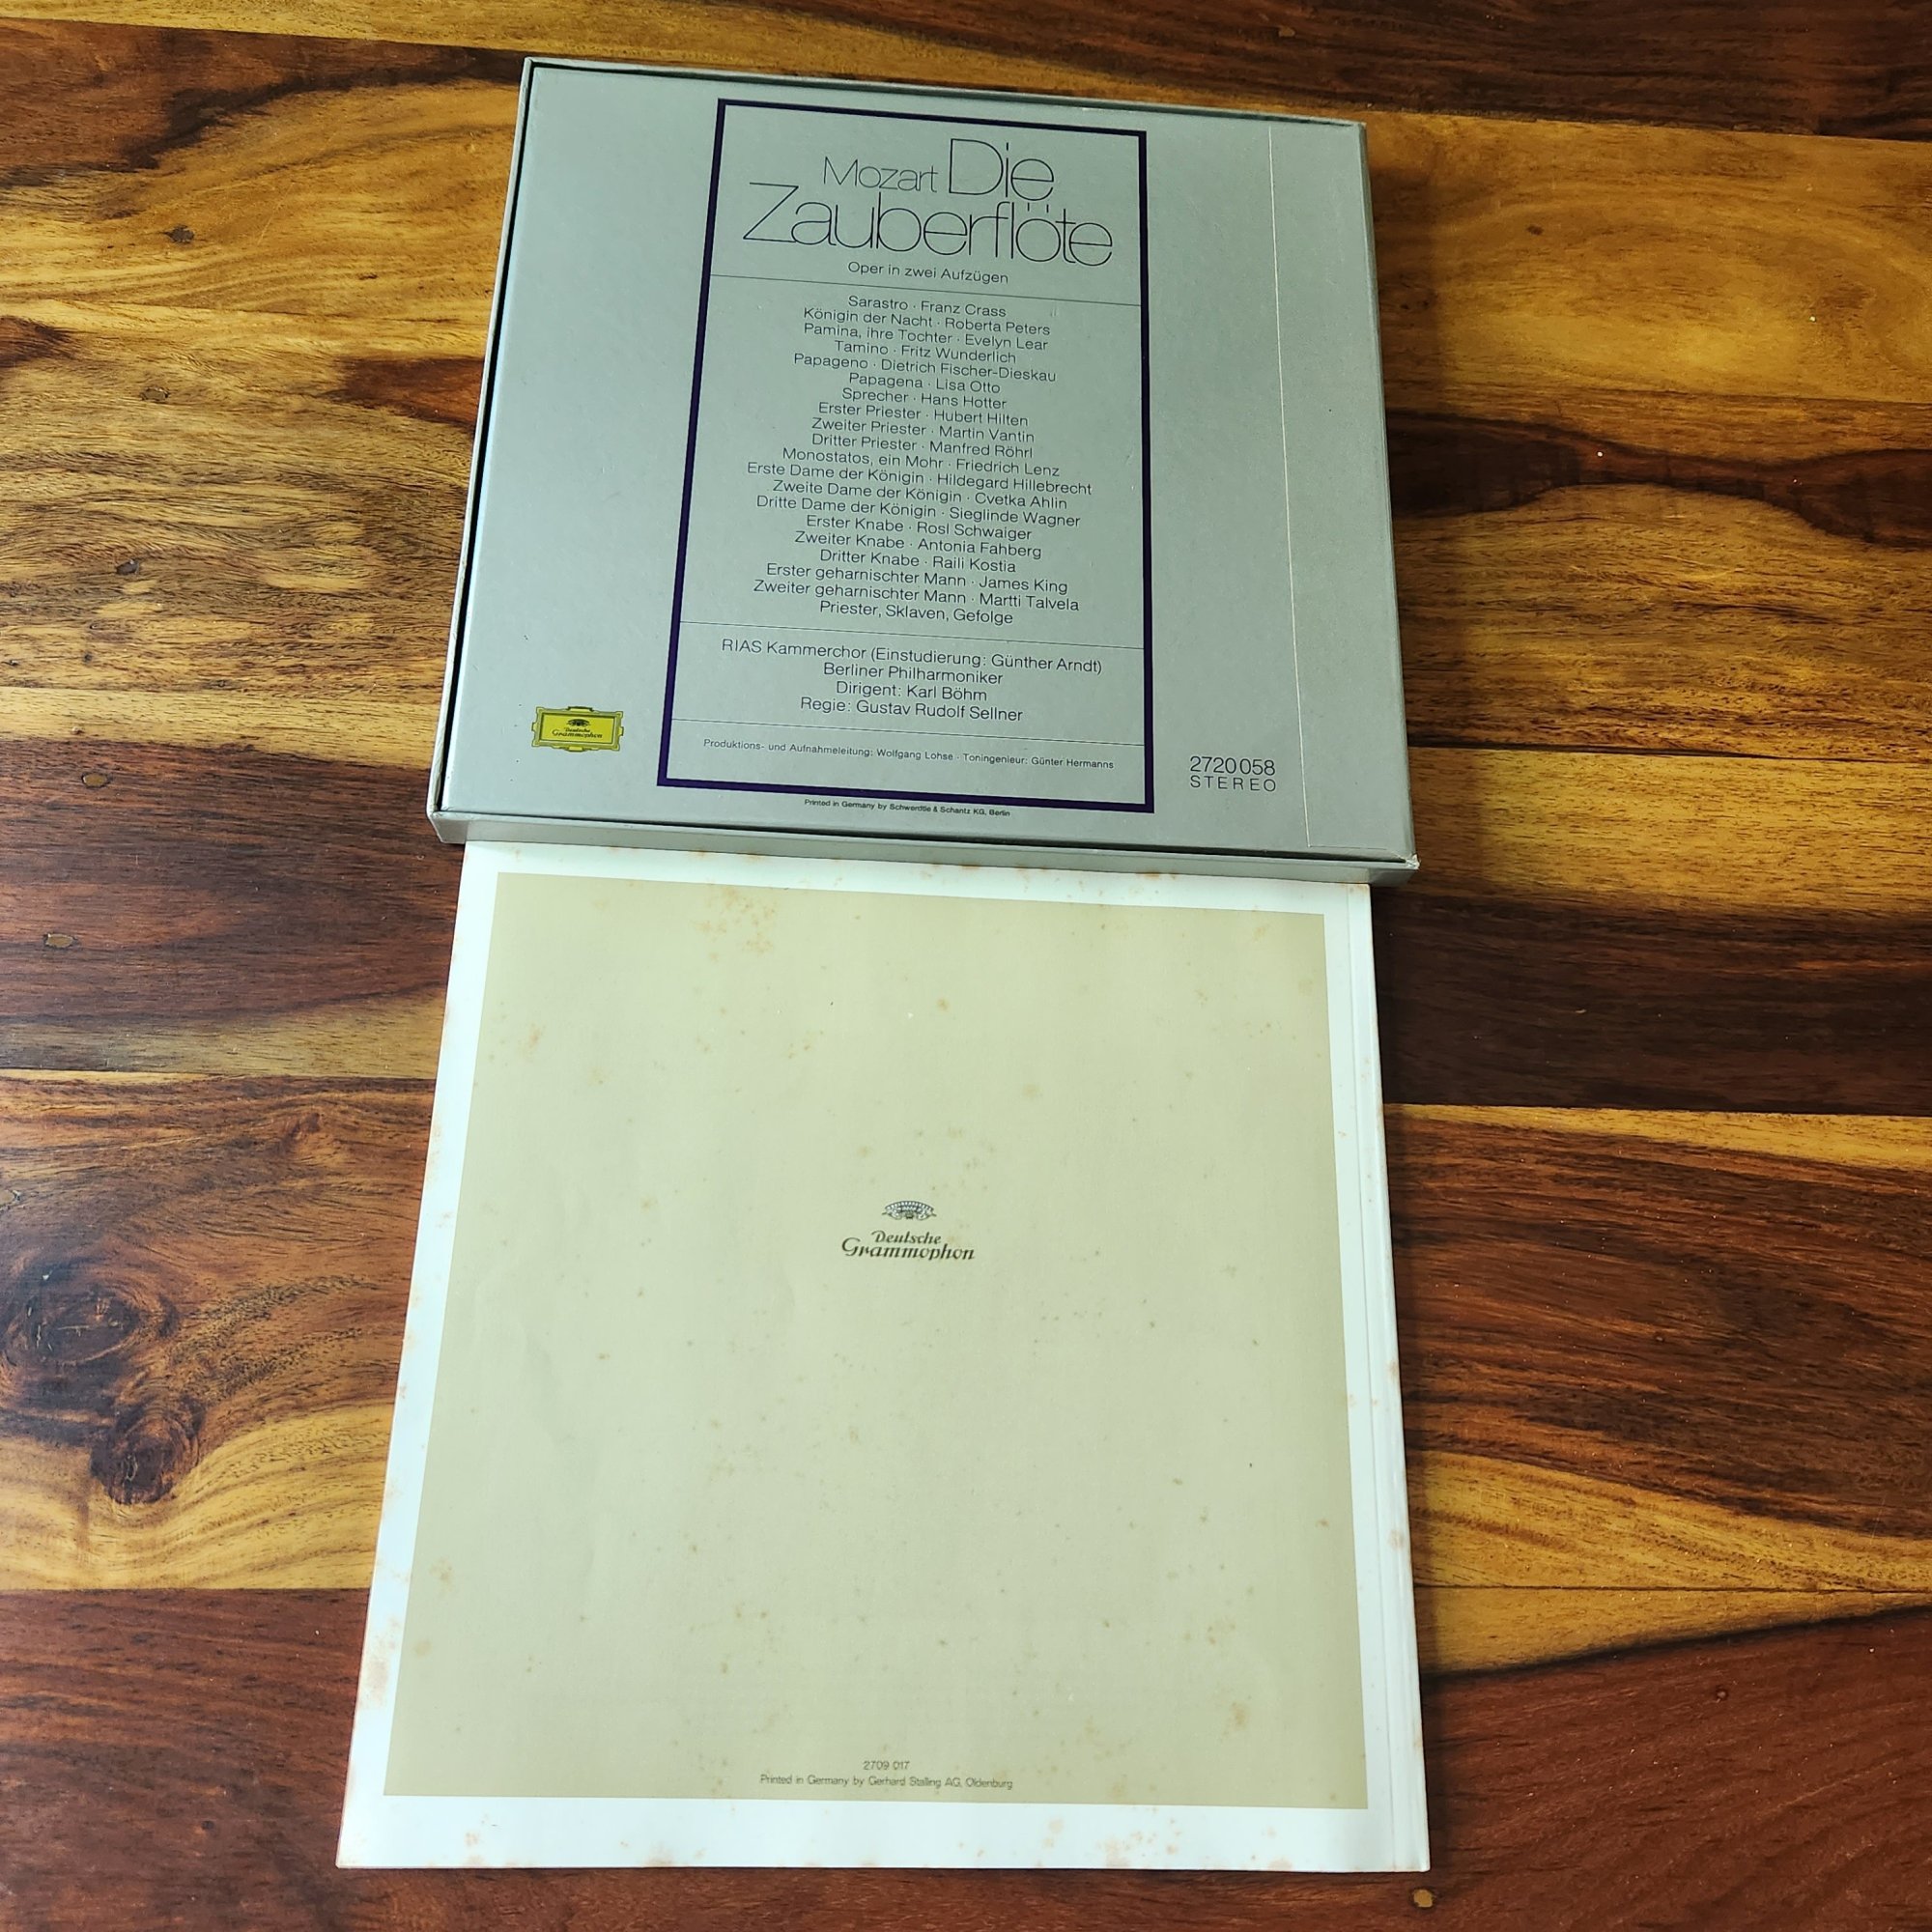 Mozart Die
Zauberflöte
Oper in zwei Aufzügen
Sarastro · Franz Crass
Königin der Nacht · Roberta Peters
Pamina, ihre Tochter · Evelyn Lear
Tamino · Fritz Wunderlich
Papageno · Dietrich Fischer-Dieskau
Papagena · Lisa Otto
Sprecher · Hans Hotter
Erster Priester · Hubert Hilten
Zweiter Priester · Martin Vantin
Dritter Priester · Manfred Röhrl
Monostatos, ein Mohr · Friedrich Lenz
Erste Dame der Königin · Hildegard Hillebrecht
Zweite Dame der Königin · Cvetka Ahlin
Dritte Dame der Königin · Sieglinde Wagner
Erster Knabe · Rosl Schwaiger
Zweiter Knabe · Antonia Fahberg
Dritter Knabe · Raili Kostia
Erster geharnischter Mann · James King
Zweiter geharnischter Mann · Martti Talvela
Priester, Sklaven, Gefolge
RIAS Kammerchor (Einstudierung: Günther Arndt)
Berliner Philharmoniker
Dirigent: Karl Böhm
Regie: Gustav Rudolf Sellner
Produktions- und Aufnahmeleitung: Wolfgang Lohse · Toningenieur: Günter Hermanns
Printed in Germany by Schwerdtle & Schantz KG, Berlin
Deutsche
Grammophon
2720 058
STEREO
Deutsche
Grammophon
2709 017
Printed in Germany by Gerhard Stalling AG, Oldenburg